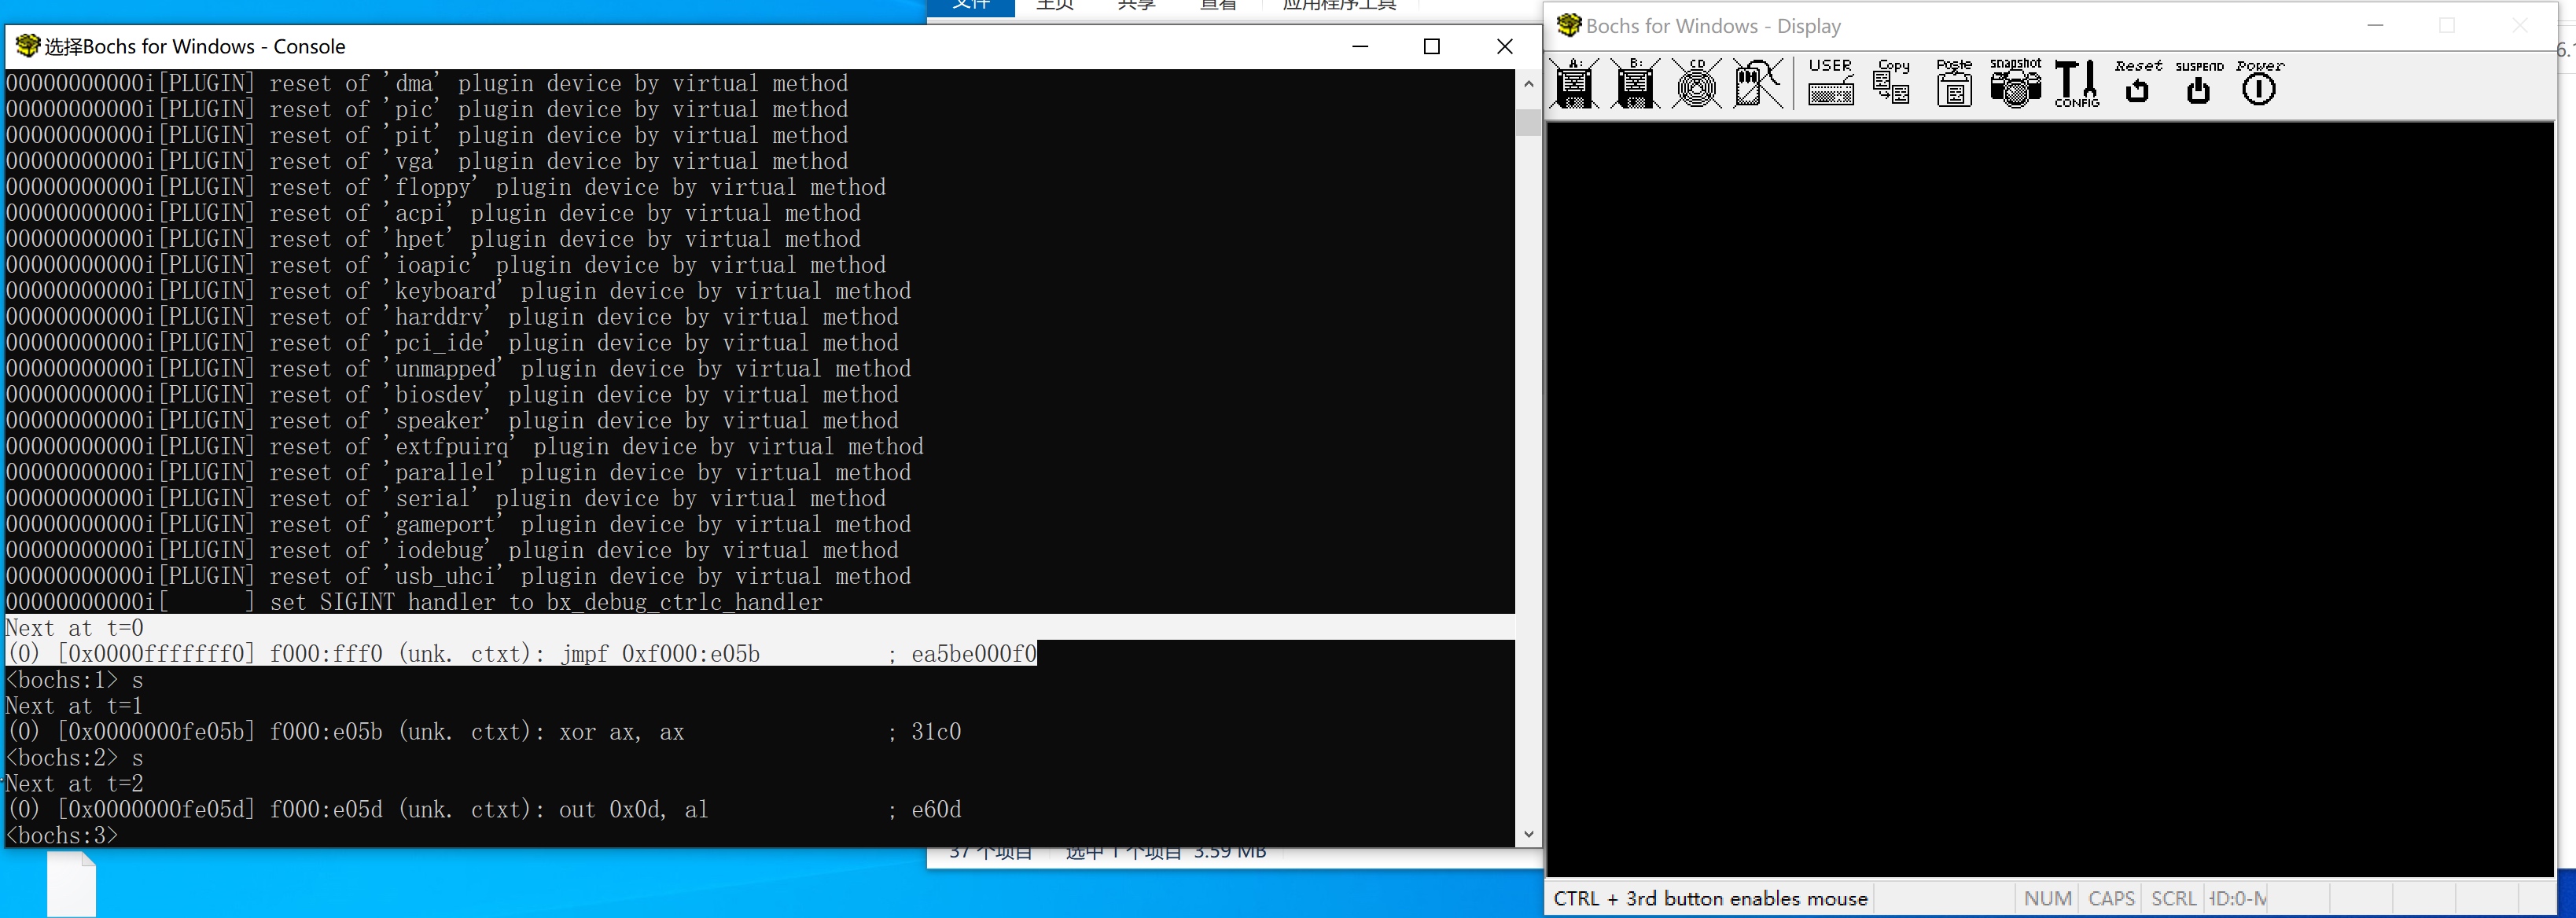 文件 主页 共享 查看 应用程序工具
选择Bochs for Windows - Console
00000000000i[PLUGIN] reset of 'dma' plugin device by virtual method
00000000000i[PLUGIN] reset of 'pic' plugin device by virtual method
00000000000i[PLUGIN] reset of 'pit' plugin device by virtual method
00000000000i[PLUGIN] reset of 'vga' plugin device by virtual method
00000000000i[PLUGIN] reset of 'floppy' plugin device by virtual method
00000000000i[PLUGIN] reset of 'acpi' plugin device by virtual method
00000000000i[PLUGIN] reset of 'hpet' plugin device by virtual method
00000000000i[PLUGIN] reset of 'ioapic' plugin device by virtual method
00000000000i[PLUGIN] reset of 'keyboard' plugin device by virtual method
00000000000i[PLUGIN] reset of 'harddrv' plugin device by virtual method
00000000000i[PLUGIN] reset of 'pci_ide' plugin device by virtual method
00000000000i[PLUGIN] reset of 'unmapped' plugin device by virtual method
00000000000i[PLUGIN] reset of 'biosdev' plugin device by virtual method
00000000000i[PLUGIN] reset of 'speaker' plugin device by virtual method
00000000000i[PLUGIN] reset of 'extfpuirq' plugin device by virtual method
00000000000i[PLUGIN] reset of 'parallel' plugin device by virtual method
00000000000i[PLUGIN] reset of 'serial' plugin device by virtual method
00000000000i[PLUGIN] reset of 'gameport' plugin device by virtual method
00000000000i[PLUGIN] reset of 'iodebug' plugin device by virtual method
00000000000i[PLUGIN] reset of 'usb_uhci' plugin device by virtual method
00000000000i[      ] set SIGINT handler to bx_debug_ctrlc_handler
Next at t=0
(0) [0x0000fffffff0] f000:fff0 (unk. ctxt): jmpf 0xf000:e05b          ; ea5be000f0
<bochs:1> s
Next at t=1
(0) [0x0000000fe05b] f000:e05b (unk. ctxt): xor ax, ax                ; 31c0
<bochs:2> s
Next at t=2
(0) [0x0000000fe05d] f000:e05d (unk. ctxt): out 0x0d, al              ; e60d
<bochs:3>
37 个项目 选中 1 个项目 3.59 MB
Bochs for Windows - Display
A: B: CD USER Copy Paste snapshot CONFIG Reset SUSPEND Power
CTRL + 3rd button enables mouse NUM CAPS SCRL HD:0-M